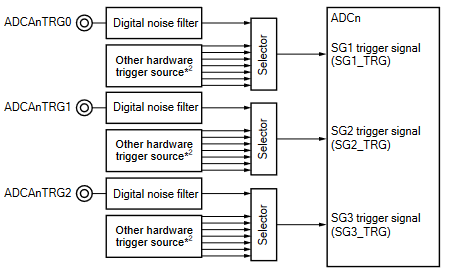 ADCAnTRG0
Digital noise filter
Other hardware
trigger source*2
Selector
ADCn
SG1 trigger signal
(SG1_TRG)
ADCAnTRG1
Digital noise filter
Other hardware
trigger source*2
Selector
SG2 trigger signal
(SG2_TRG)
ADCAnTRG2
Digital noise filter
Other hardware
trigger source*2
Selector
SG3 trigger signal
(SG3_TRG)